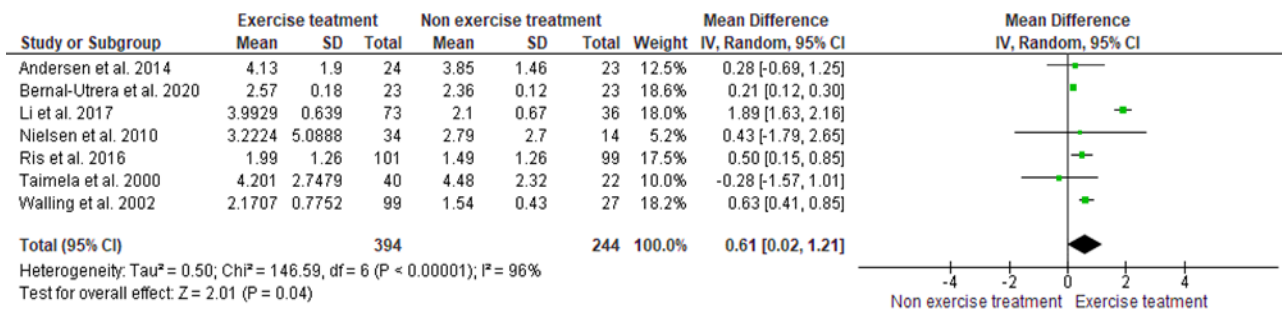 Exercise teatment Non exercise treatment Mean Difference Mean Difference
Study or Subgroup Mean SD Total Mean SD Total Weight IV, Random, 95% CI IV, Random, 95% CI
Andersen et al. 2014 4.13 1.9 24 3.85 1.46 23 12.5% 0.28 [-0.69, 1.25]
Bernal-Utrera et al. 2020 2.57 0.18 23 2.36 0.12 23 18.6% 0.21 [0.12, 0.30]
Li et al. 2017 3.9929 0.639 73 2.1 0.67 36 18.0% 1.89 [1.63, 2.16]
Nielsen et al. 2010 3.2224 5.0888 34 2.79 2.7 14 5.2% 0.43 [-1.79, 2.65]
Ris et al. 2016 1.99 1.26 101 1.49 1.26 99 17.5% 0.50 [0.15, 0.85]
Taimela et al. 2000 4.201 2.7479 40 4.48 2.32 22 10.0% -0.28 [-1.57, 1.01]
Walling et al. 2002 2.1707 0.7752 99 1.54 0.43 27 18.2% 0.63 [0.41, 0.85]
Total (95% CI) 394 244 100.0% 0.61 [0.02, 1.21]
Heterogeneity: Tau² = 0.50; Chi² = 146.59, df = 6 (P < 0.00001); I² = 96%
Test for overall effect: Z = 2.01 (P = 0.04)
-4 -2 0 2 4
Non exercise treatment Exercise teatment